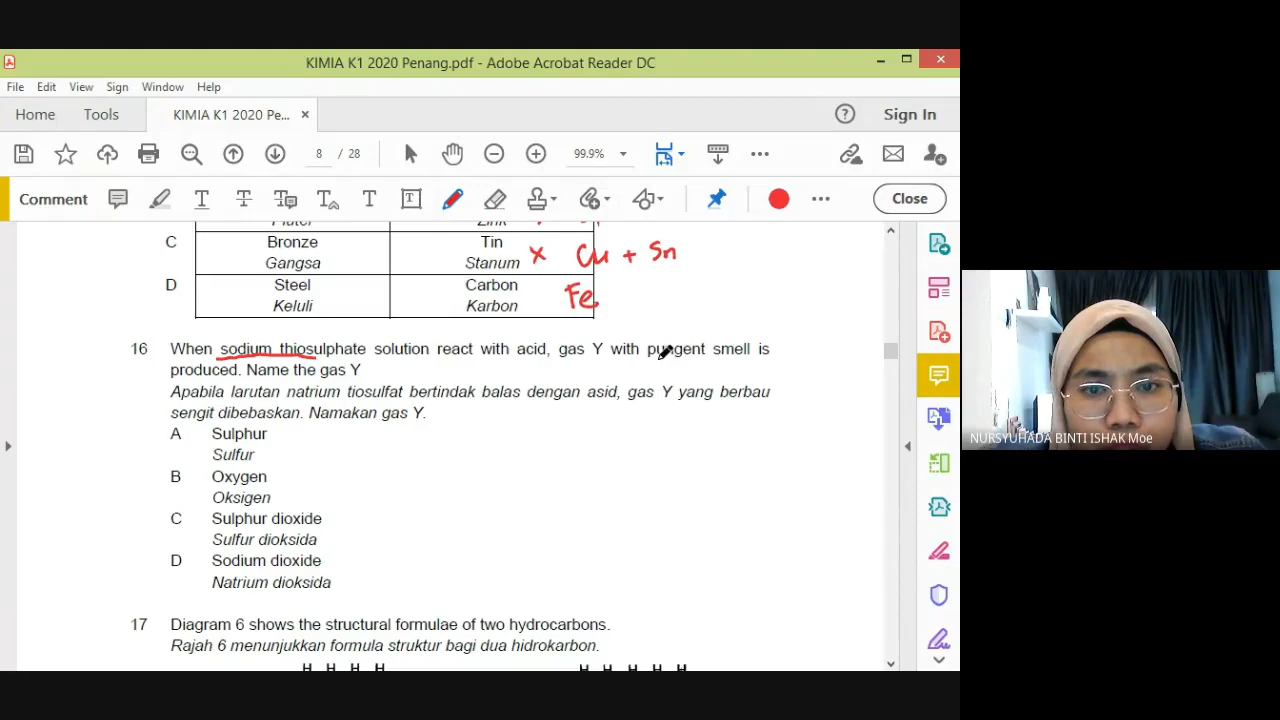 KIMIA K1 2020 Penang.pdf - Adobe Acrobat Reader DC
File Edit View Sign Window Help
Home Tools KIMIA K1 2020 Pe... × Sign In
8 / 28 99.9%
Comment Close
C Bronze Tin x Cu + Sn
Gangsa Stanum
D Steel Carbon Fe
Keluli Karbon
16 When sodium thiosulphate solution react with acid, gas Y with pungent smell is
produced. Name the gas Y
Apabila larutan natrium tiosulfat bertindak balas dengan asid, gas Y yang berbau
sengit dibebaskan. Namakan gas Y.
A Sulphur
Sulfur
B Oxygen
Oksigen
C Sulphur dioxide
Sulfur dioksida
D Sodium dioxide
Natrium dioksida
17 Diagram 6 shows the structural formulae of two hydrocarbons.
Rajah 6 menunjukkan formula struktur bagi dua hidrokarbon.
H H H H H H H H H
NURSYUHADA BINTI ISHAK Moe